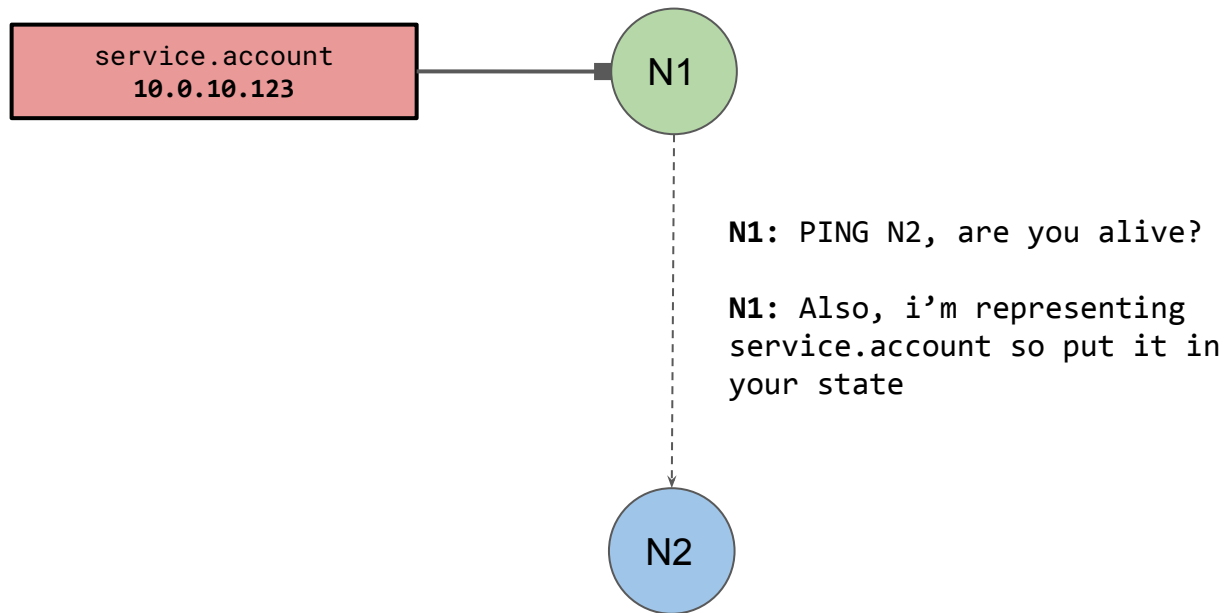 service.account
10.0.10.123
N1
N1: PING N2, are you alive?
N1: Also, i’m representing
service.account so put it in
your state
N2